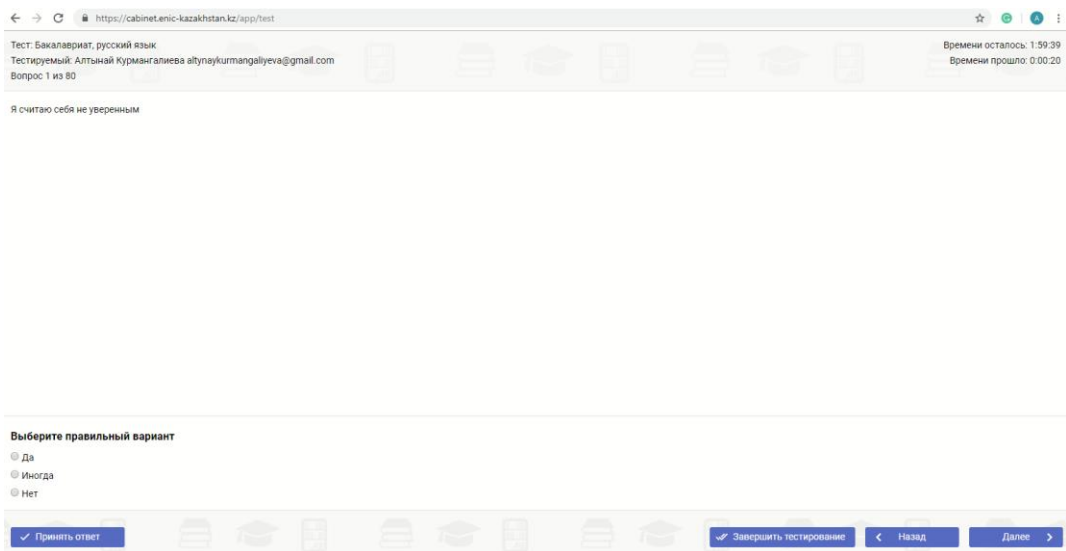 https://cabinet.enic-kazakhstan.kz/app/test
Тест: Бакалавриат, русский язык
Времени осталось: 1:59:39
Тестируемый: Алтынай Курмангалиева altynaykurmangaliyeva@gmail.com
Времени прошло: 0:00:20
Вопрос 1 из 80
Я считаю себя не уверенным
Выберите правильный вариант
Да
Иногда
Нет
Принять ответ
Завершить тестирование
Назад
Далее